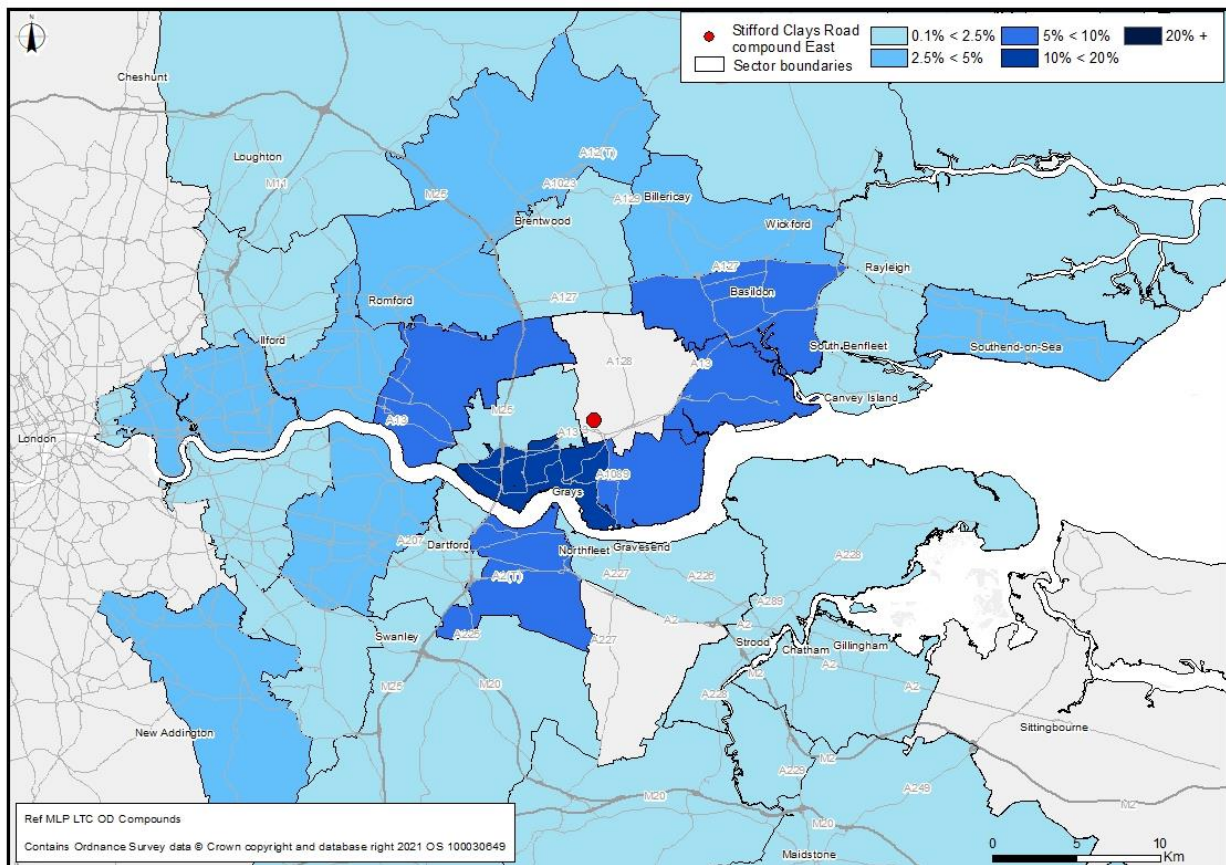 Stifford Clays Road
compound East
Sector boundaries
0.1% < 2.5%
2.5% < 5%
5% < 10%
10% < 20%
20% +
Cheshunt
Loughton
M11
A12(T)
M25
A1023
Brentwood
A129
Billericay
Wickford
A127
Rayleigh
Basildon
A127
Romford
Ilford
South Benfleet
Southend-on-Sea
A128
A13
Canvey Island
M25
A13
A13
London
A1089
Grays
A207
Dartford
Northfleet
Gravesend
A2(T)
A227
A226
A228
A289
A2
A2
Swanley
A225
A227
Strood
Chatham
Gillingham
A2
M2
A2
M25
M20
A228
New Addington
Sittingbourne
A229
M2
A249
M20
M20
M2
Maidstone
Ref MLP LTC OD Compounds
Contains Ordnance Survey data © Crown copyright and database right 2021 OS 100030649
0 5 10
Km